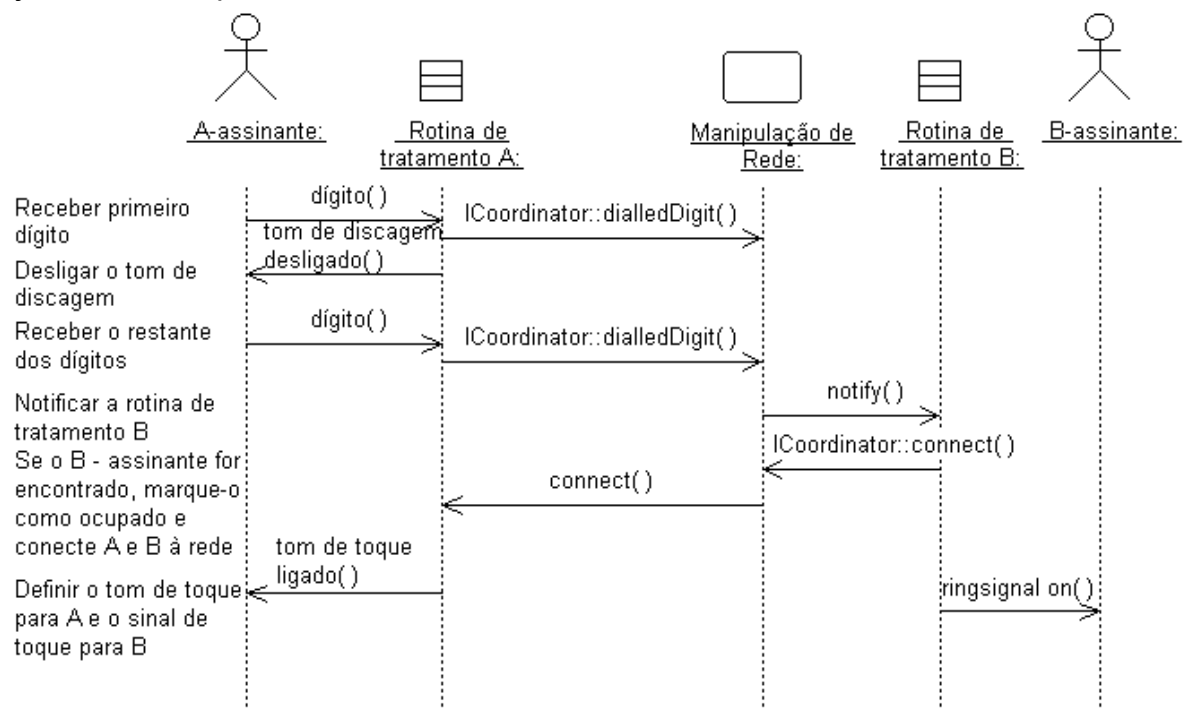 A-assinante:
Rotina de
tratamento A:
Manipulação de
Rede:
Rotina de
tratamento B:
B-assinante:
Receber primeiro
dígito
dígito( )
ICoordinator::dialledDigit( )
tom de discagem
desligado( )
Desligar o tom de
discagem
Receber o restante
dos dígitos
dígito( )
ICoordinator::dialledDigit( )
Notificar a rotina de
tratamento B
notify( )
Se o B - assinante for
encontrado, marque-o
como ocupado e
conecte A e B à rede
ICoordinator::connect( )
connect( )
tom de toque
ligado( )
Definir o tom de toque
para A e o sinal de
toque para B
ringsignal on( )